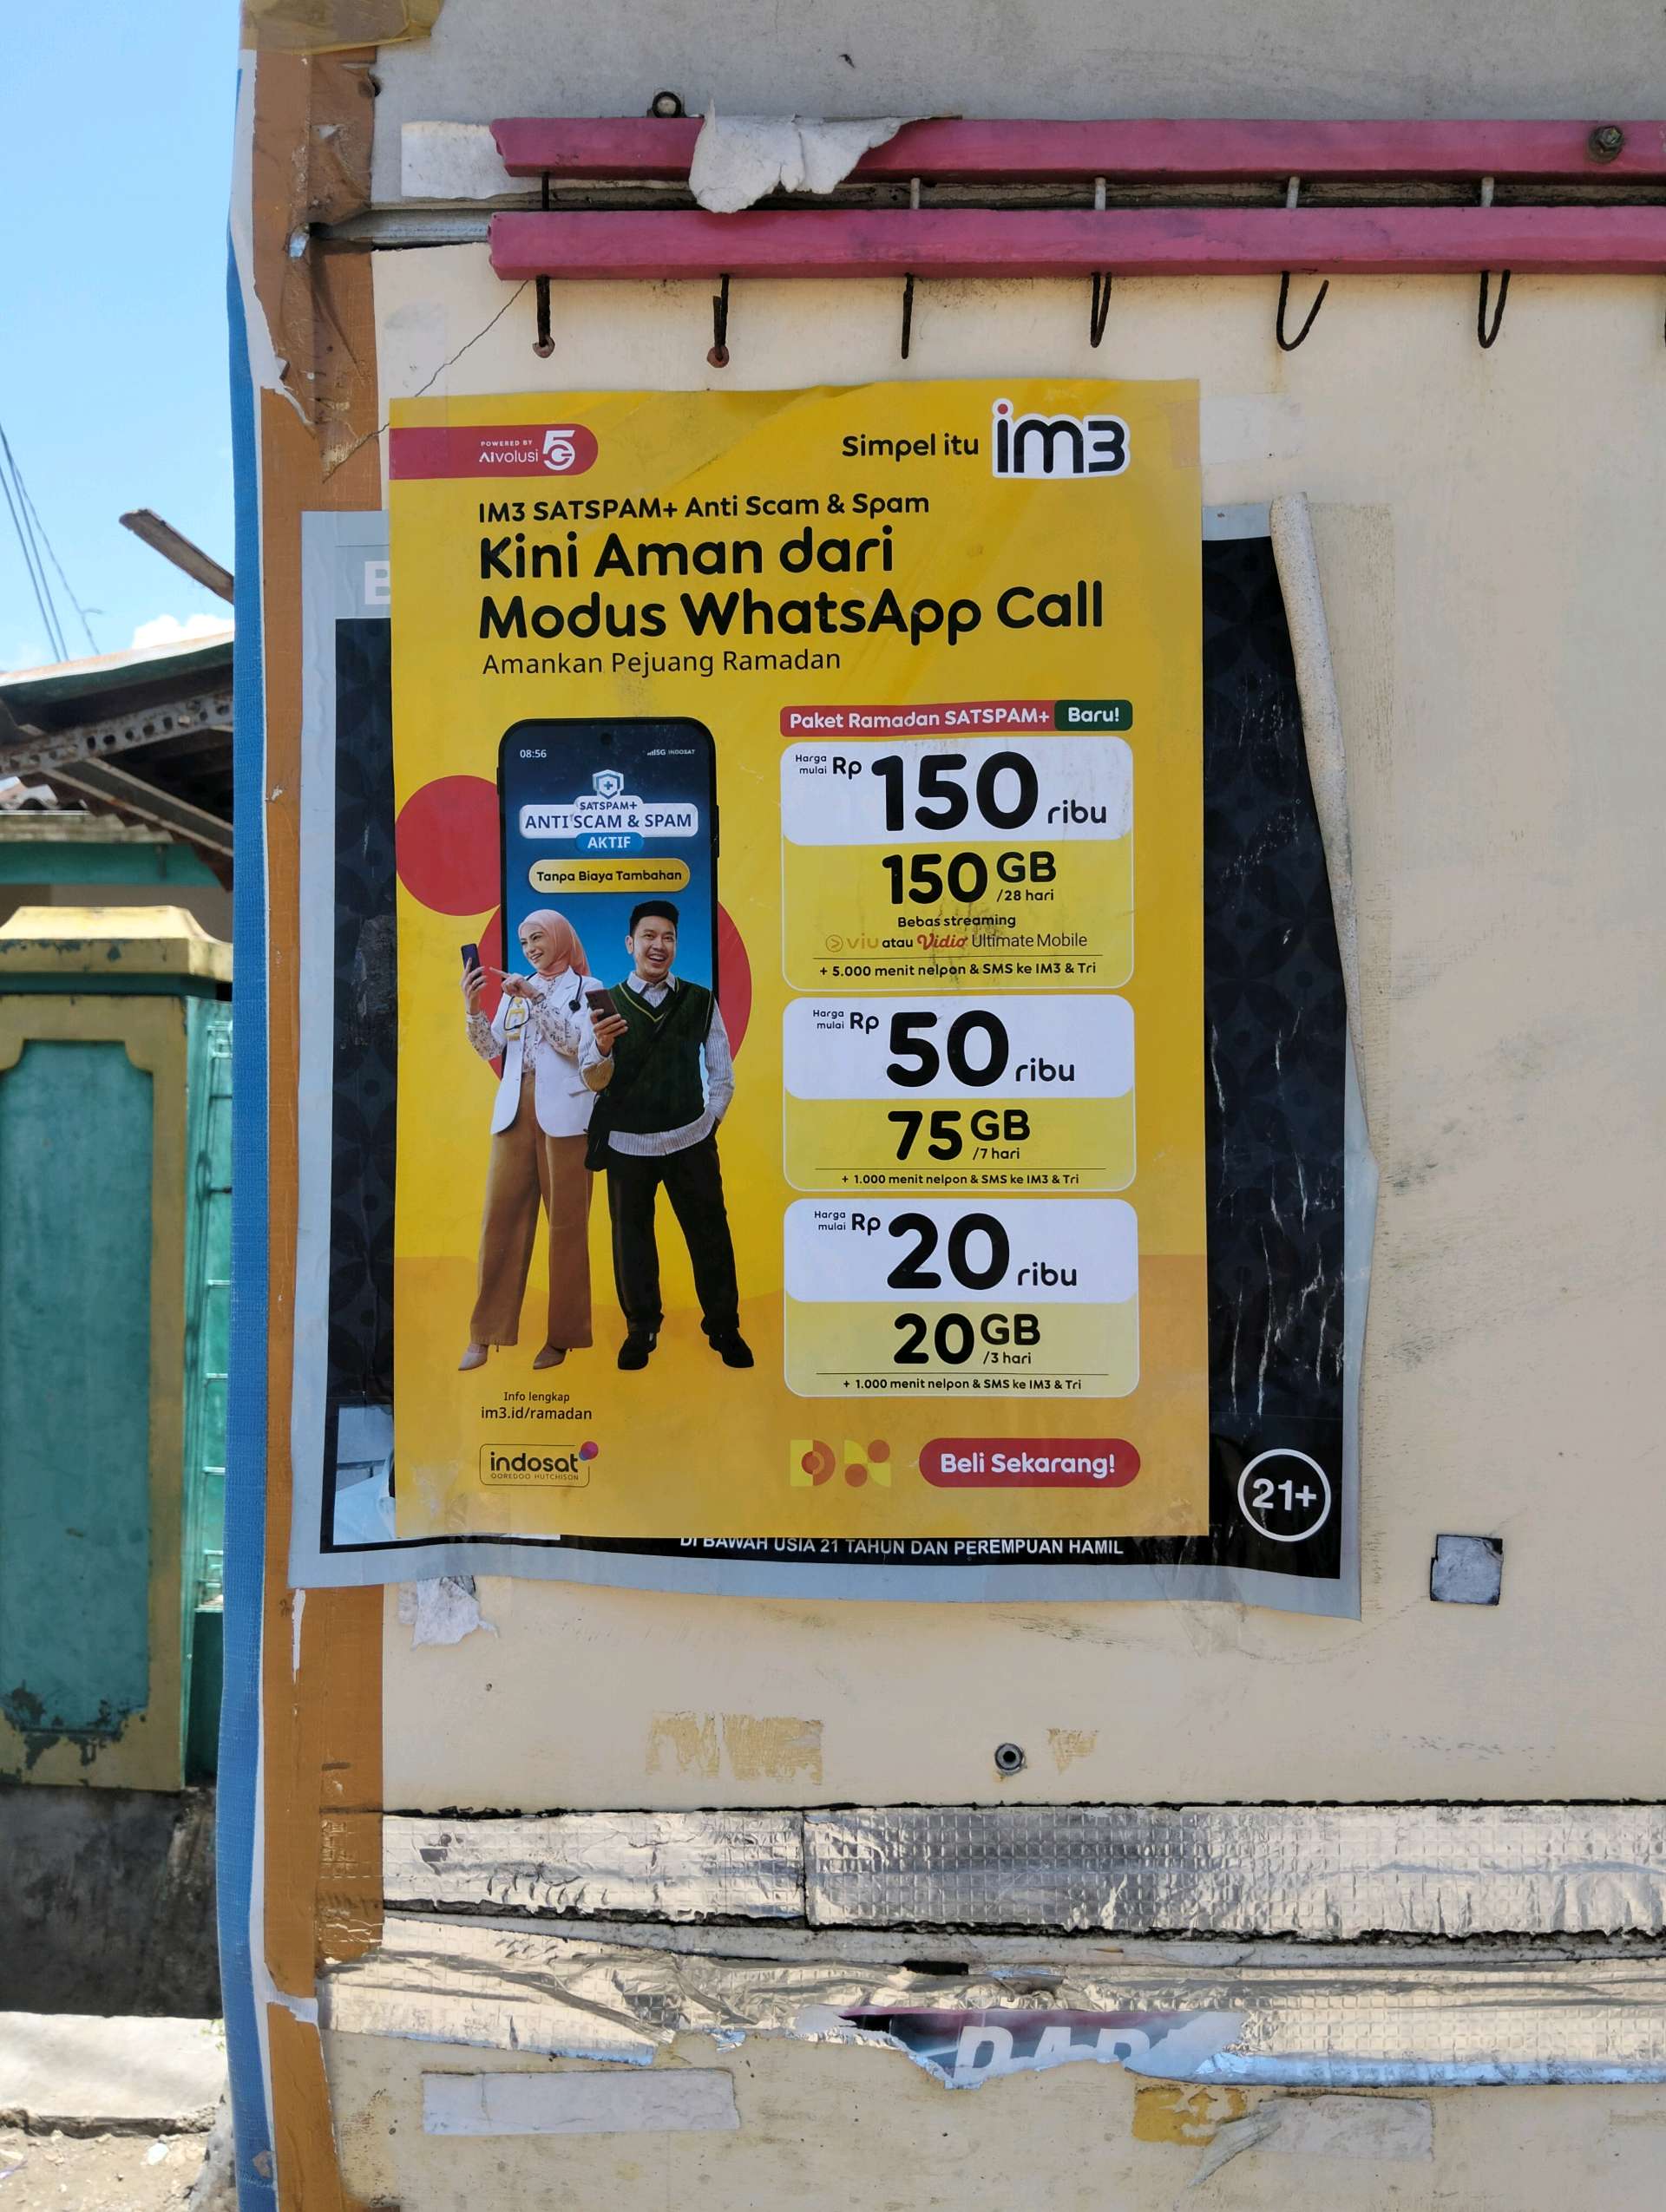 POWERED BY
AIvolusi 5G
Simpel itu im3
IM3 SATSPAM+ Anti Scam & Spam
Kini Aman dari
Modus WhatsApp Call
Amankan Pejuang Ramadan
08:56
5G INDOSAT
SATSPAM+
ANTI SCAM & SPAM
AKTIF
Tanpa Biaya Tambahan
Paket Ramadan SATSPAM+ Baru!
Harga mulai Rp 150 ribu
150 GB /28 hari
Bebas streaming
viu atau Vidio Ultimate Mobile
+ 5.000 menit nelpon & SMS ke IM3 & Tri
Harga mulai Rp 50 ribu
75 GB /7 hari
+ 1.000 menit nelpon & SMS ke IM3 & Tri
Harga mulai Rp 20 ribu
20 GB /3 hari
+ 1.000 menit nelpon & SMS ke IM3 & Tri
Info lengkap
im3.id/ramadan
indosat
OOREDOO HUTCHISON
Beli Sekarang!
21+
DI BAWAH USIA 21 TAHUN DAN PEREMPUAN HAMIL